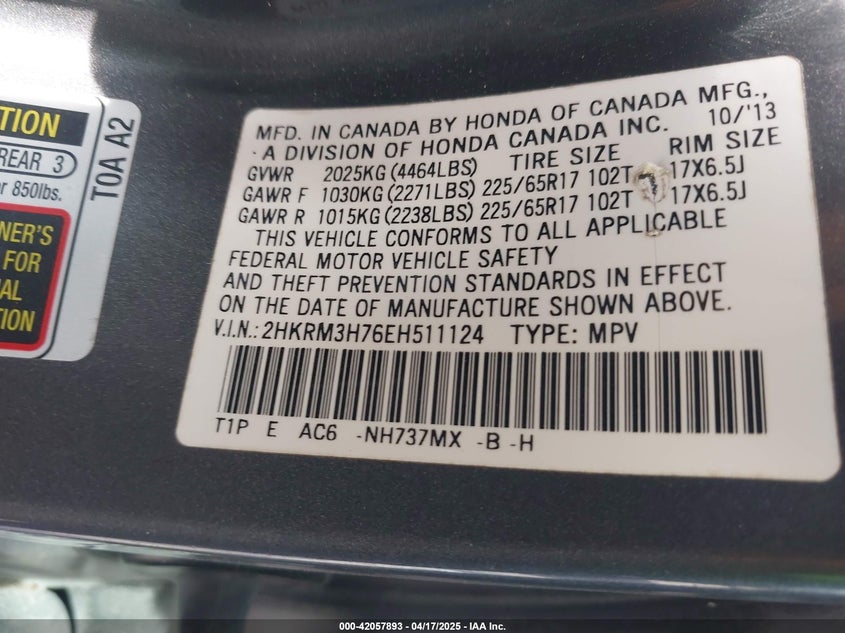 TION
REAR 3
r 850lbs.
NER'S
FOR
AL
TION
TOA A2
MFD. IN CANADA BY HONDA OF CANADA MFG.,
A DIVISION OF HONDA CANADA INC. 10/'13
GVWR 2025KG (4464LBS) TIRE SIZE RIM SIZE
GAWR F 1030KG (2271LBS) 225/65R17 102T 17X6.5J
GAWR R 1015KG (2238LBS) 225/65R17 102T 17X6.5J
THIS VEHICLE CONFORMS TO ALL APPLICABLE
FEDERAL MOTOR VEHICLE SAFETY
AND THEFT PREVENTION STANDARDS IN EFFECT
ON THE DATE OF MANUFACTURE SHOWN ABOVE.
V.I.N.: 2HKRM3H76EH511124 TYPE: MPV
T1P E AC6 -NH737MX -B -H
000-42057893 - 04/17/2025 - IAA Inc.